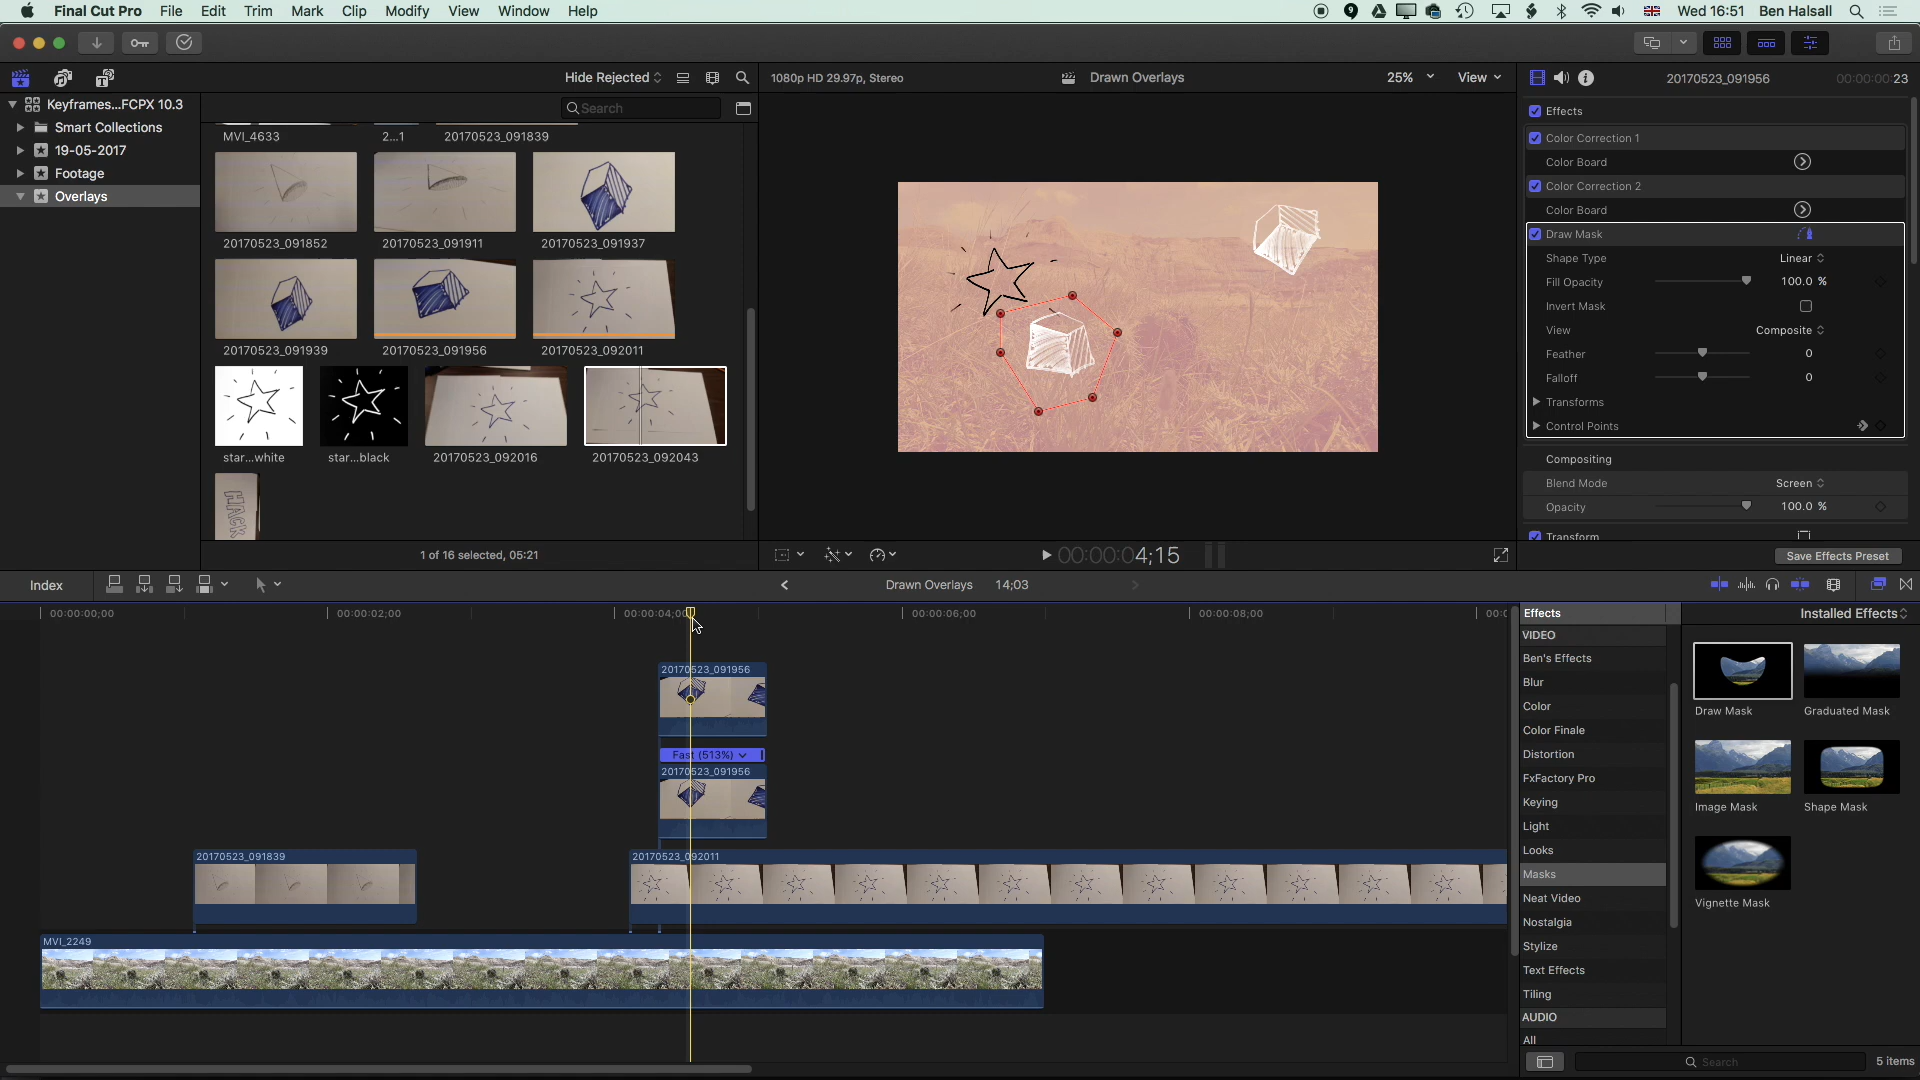 Final Cut Pro File Edit Trim Mark Clip Modify View Window Help
9 Wed 16:51 Ben Halsall
Hide Rejected
1080p HD 29.97p, Stereo
Drawn Overlays
25%
View
20170523_091956
00:00:00:23
Keyframes...FCPX 10.3
Smart Collections
19-05-2017
Footage
Overlays
Search
MVI_4633
2...1
20170523_091839
20170523_091852
20170523_091911
20170523_091937
20170523_091939
20170523_091956
20170523_092011
star...white
star...black
20170523_092016
20170523_092043
HACK
1 of 16 selected, 05:21
00:00:00:04;15
Effects
Color Correction 1
Color Board
Color Correction 2
Color Board
Draw Mask
Shape Type Linear
Fill Opacity 100.0 %
Invert Mask
View Composite
Feather 0
Falloff 0
Transforms
Control Points
Compositing
Blend Mode Screen
Opacity 100.0 %
Transform
Save Effects Preset
Index
Drawn Overlays 14;03
00:00:00;00
00:00:02;00
00:00:04;00
00:00:06;00
00:00:08;00
20170523_091956
Fast (513%)
20170523_091956
20170523_091839
20170523_092011
MVI_2249
Effects
Installed Effects
VIDEO
Ben's Effects
Blur
Color
Color Finale
Distortion
FxFactory Pro
Keying
Light
Looks
Masks
Neat Video
Nostalgia
Stylize
Text Effects
Tiling
AUDIO
All
Draw Mask
Graduated Mask
Image Mask
Shape Mask
Vignette Mask
Search
5 items